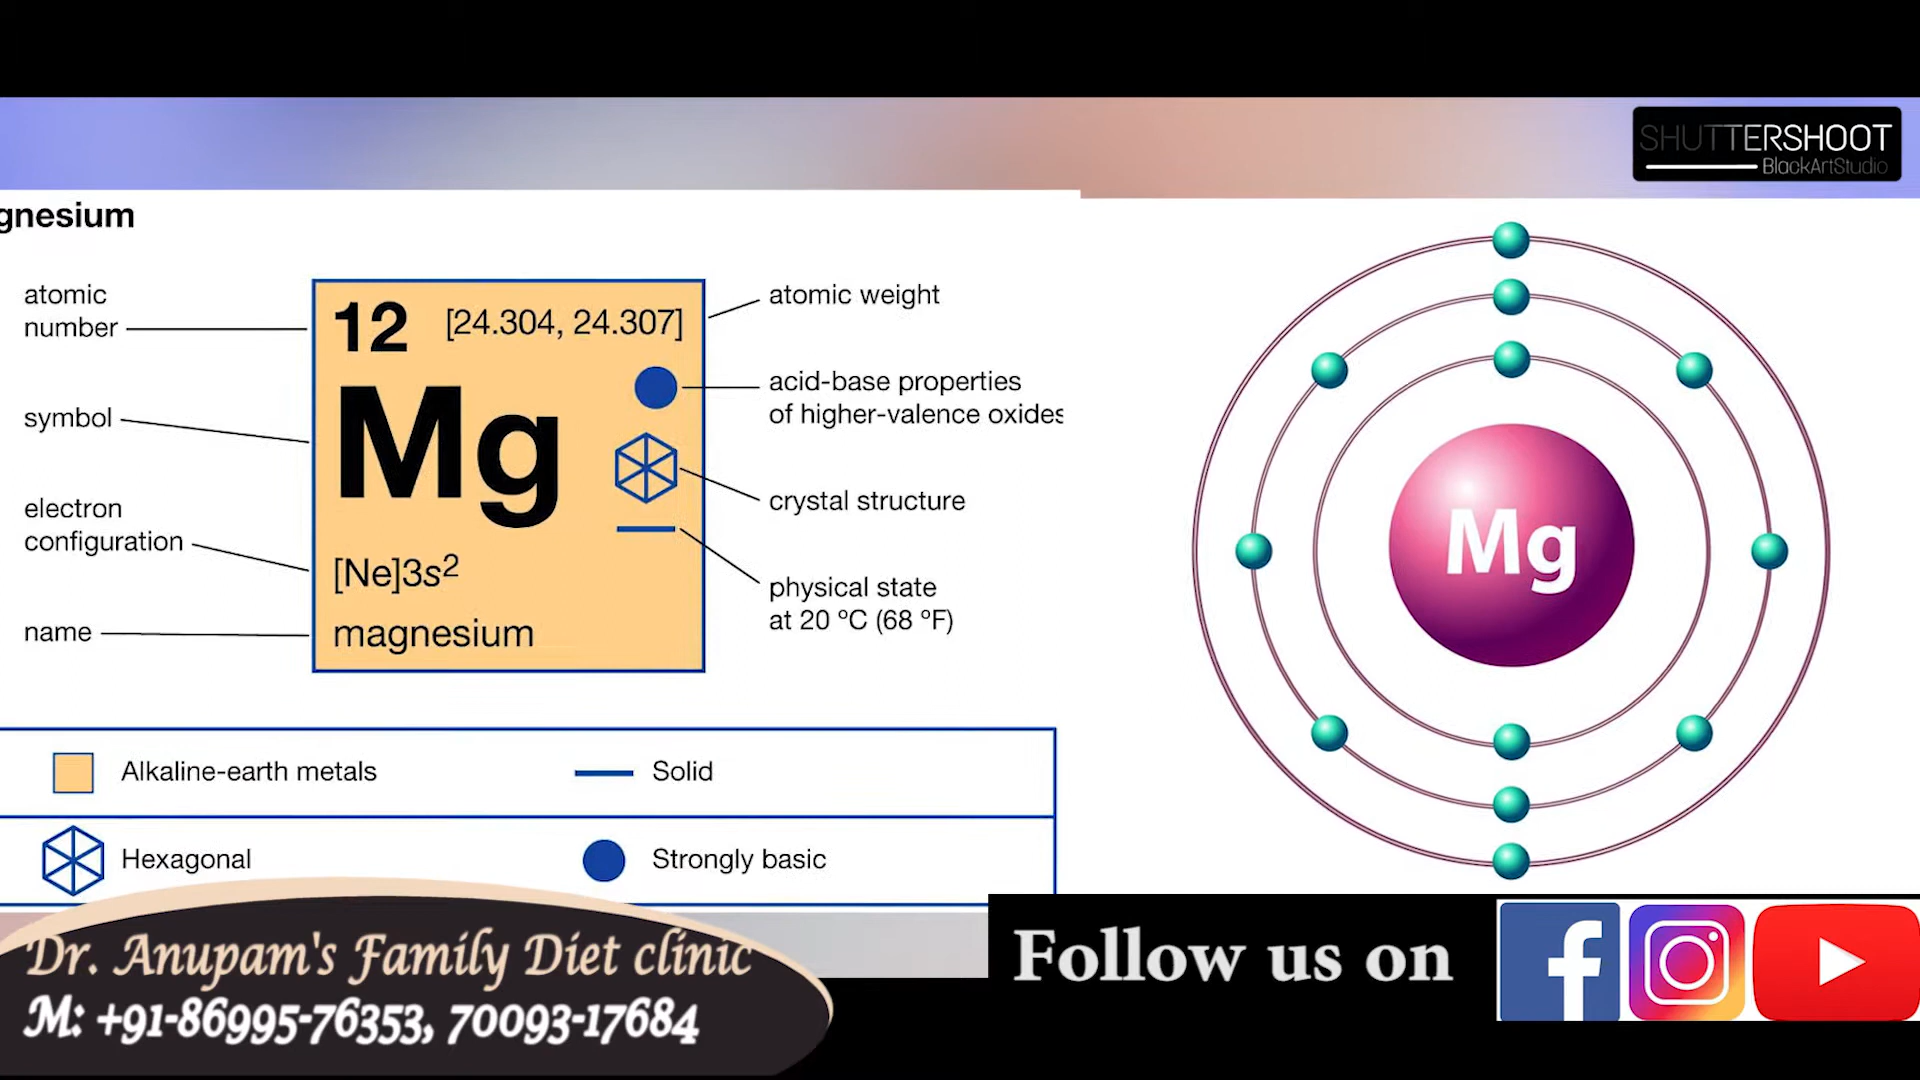 SHUTTERSHOOT
BlackArtStudio
gnesium
atomic
number
symbol
electron
configuration
name
12 [24.304, 24.307]
Mg
[Ne]3s2
magnesium
atomic weight
acid-base properties
of higher-valence oxides
crystal structure
physical state
at 20 ºC (68 ºF)
Mg
Alkaline-earth metals
Solid
Hexagonal
Strongly basic
Dr. Anupam's Family Diet clinic
M: +91-86995-76353, 70093-17684
Follow us on